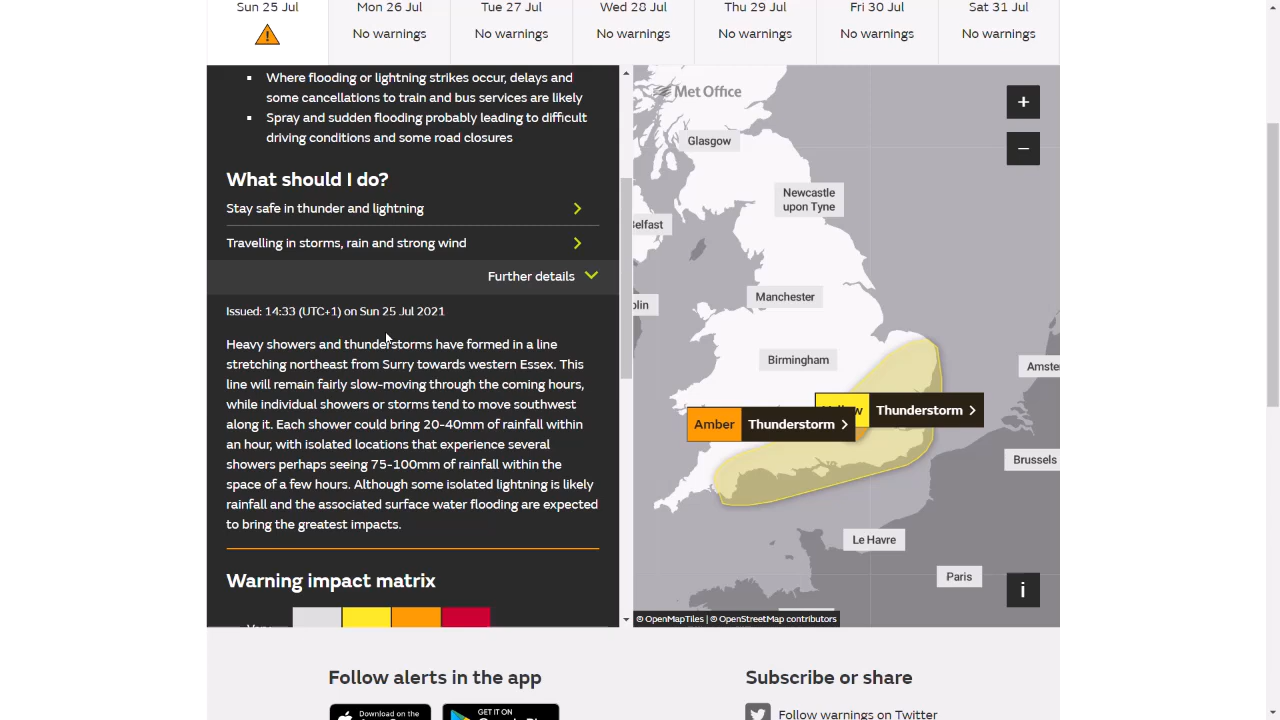 Sun 25 Jul
Mon 26 Jul
Tue 27 Jul
Wed 28 Jul
Thu 29 Jul
Fri 30 Jul
Sat 31 Jul
No warnings
No warnings
No warnings
No warnings
No warnings
No warnings
Where flooding or lightning strikes occur, delays and
some cancellations to train and bus services are likely
Spray and sudden flooding probably leading to difficult
driving conditions and some road closures
What should I do?
Stay safe in thunder and lightning
Travelling in storms, rain and strong wind
Further details
Issued: 14:33 (UTC+1) on Sun 25 Jul 2021
Heavy showers and thunderstorms have formed in a line
stretching northeast from Surry towards western Essex. This
line will remain fairly slow-moving through the coming hours,
while individual showers or storms tend to move southwest
along it. Each shower could bring 20-40mm of rainfall within
an hour, with isolated locations that experience several
showers perhaps seeing 75-100mm of rainfall within the
space of a few hours. Although some isolated lightning is likely
rainfall and the associated surface water flooding are expected
to bring the greatest impacts.
Warning impact matrix
Met Office
+
−
Glasgow
Newcastle
upon Tyne
Belfast
Manchester
Birmingham
Thunderstorm
Amber Thunderstorm
Brussels
Le Havre
Paris
i
© OpenMapTiles | © OpenStreetMap contributors
Follow alerts in the app
Download on the
GET IT ON
Subscribe or share
Follow warnings on Twitter